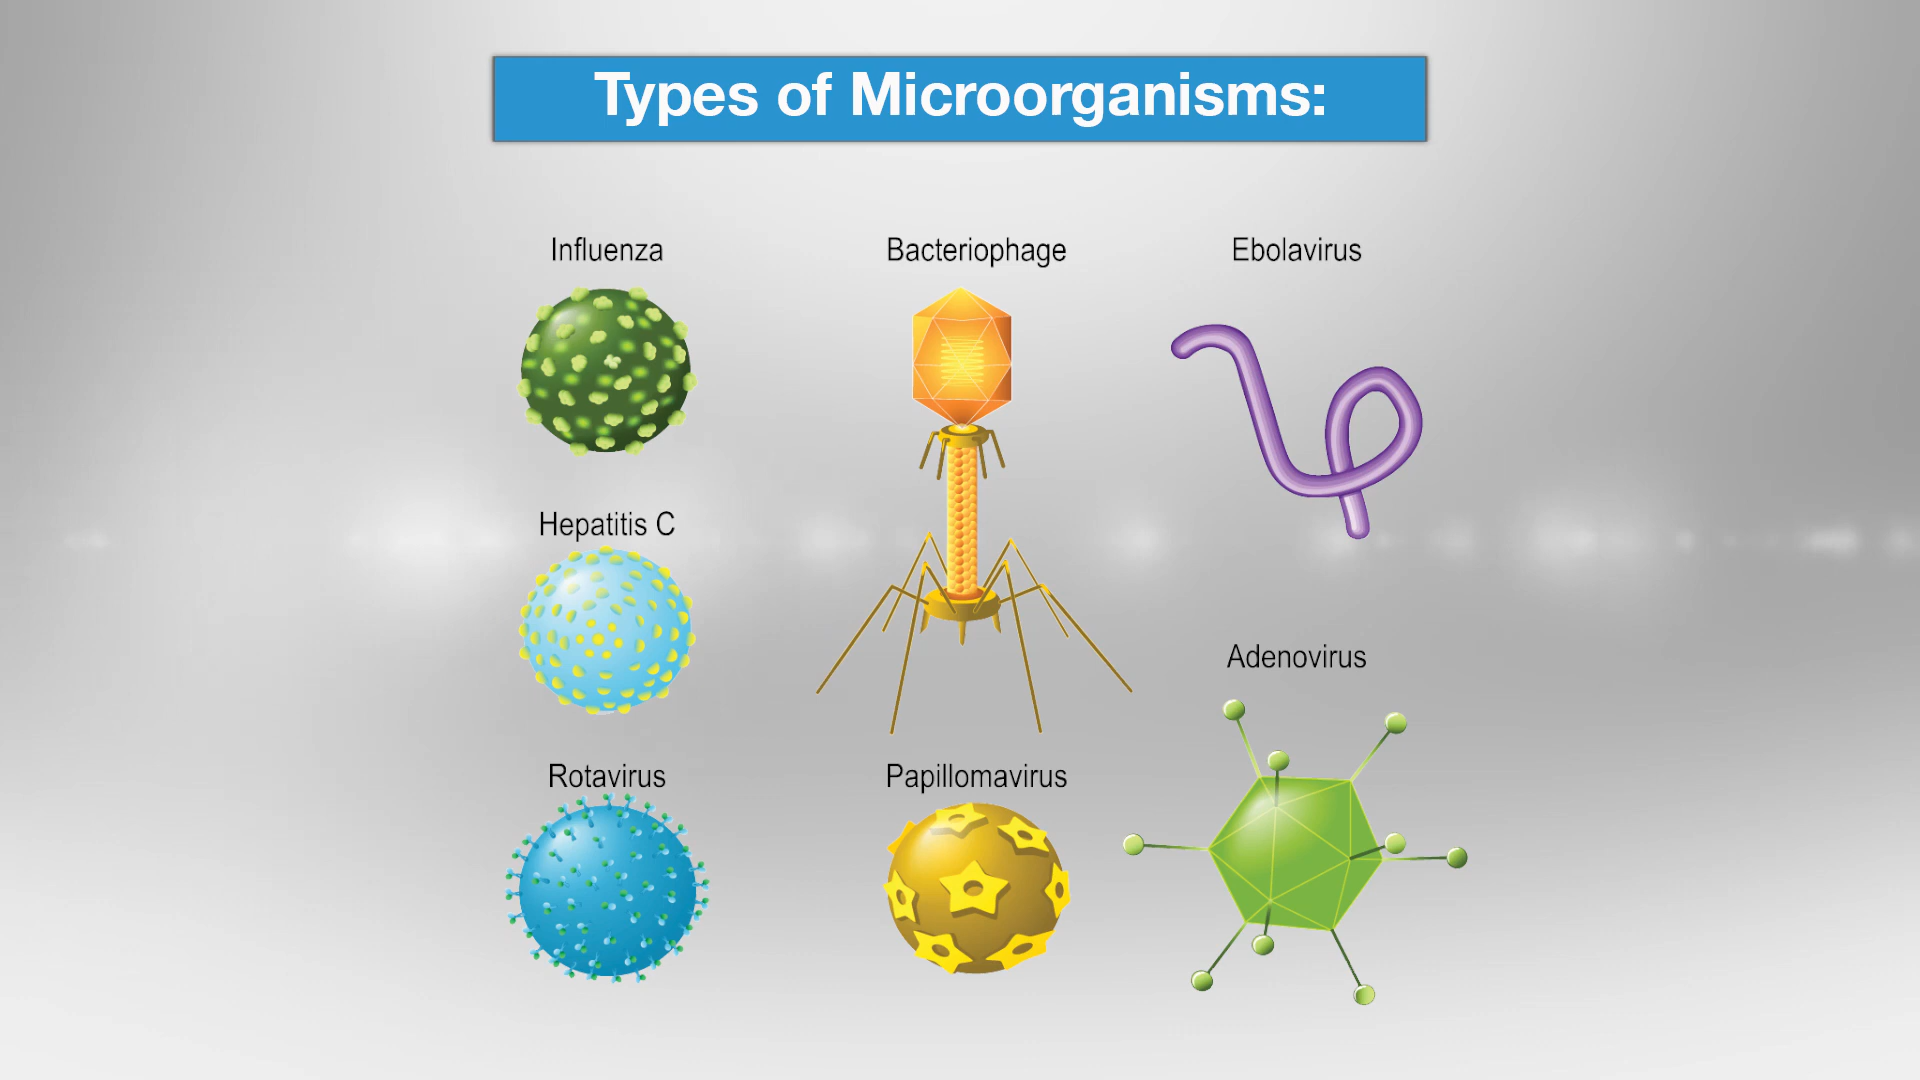 Types of Microorganisms:
Influenza
Bacteriophage
Ebolavirus
Hepatitis C
Adenovirus
Rotavirus
Papillomavirus